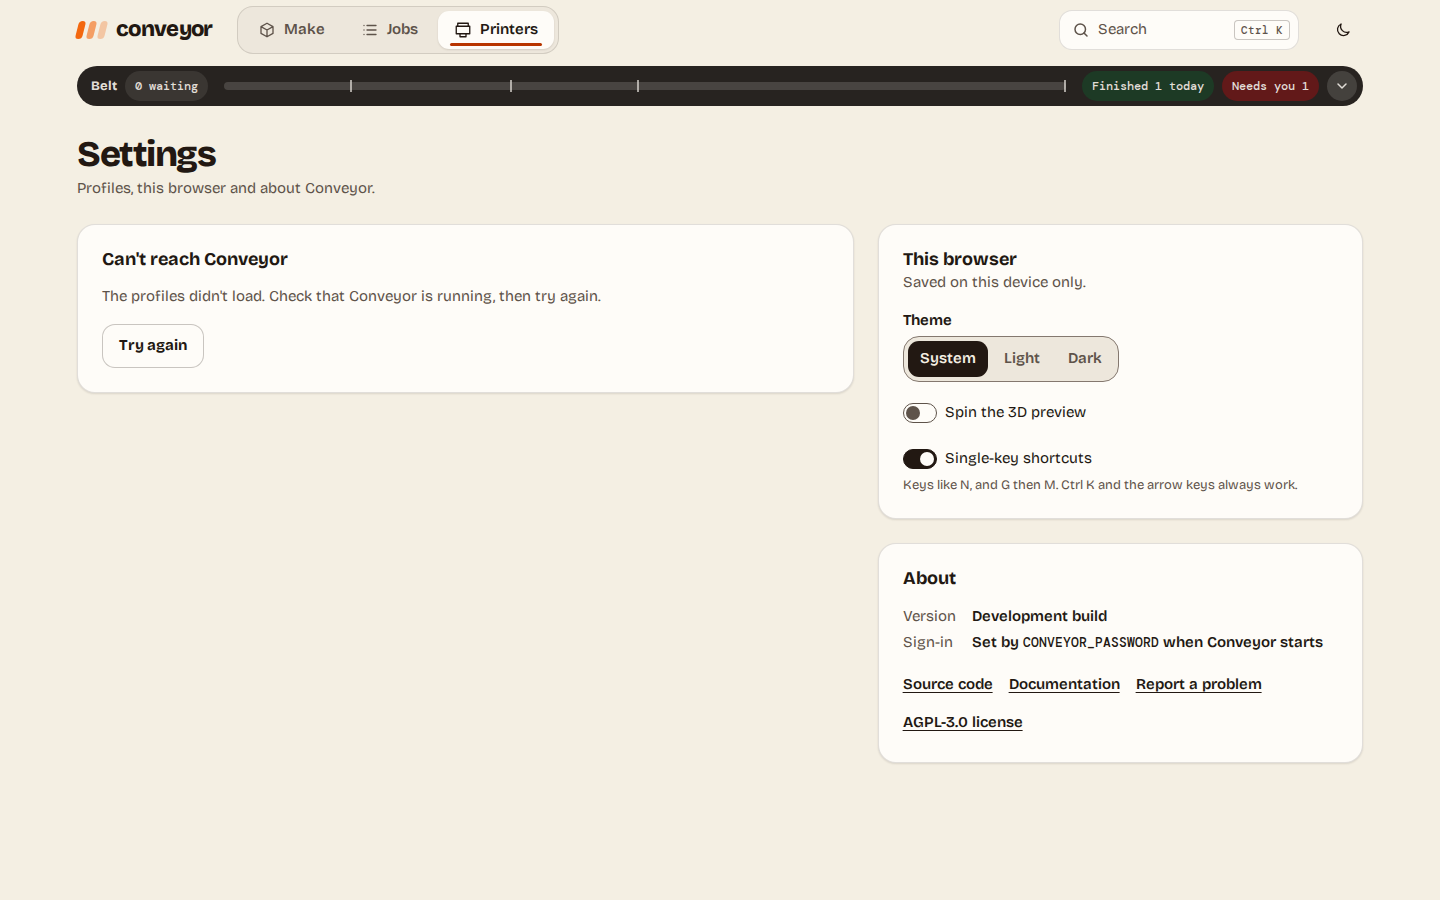 conveyor
Make
Jobs
Printers
Search
Ctrl K
Belt
0 waiting
Finished 1 today
Needs you 1
Settings
Profiles, this browser and about Conveyor.
Can't reach Conveyor
The profiles didn't load. Check that Conveyor is running, then try again.
Try again
This browser
Saved on this device only.
Theme
System
Light
Dark
Spin the 3D preview
Single-key shortcuts
Keys like N, and G then M. Ctrl K and the arrow keys always work.
About
Version Development build
Sign-in Set by CONVEYOR_PASSWORD when Conveyor starts
Source code Documentation Report a problem
AGPL-3.0 license